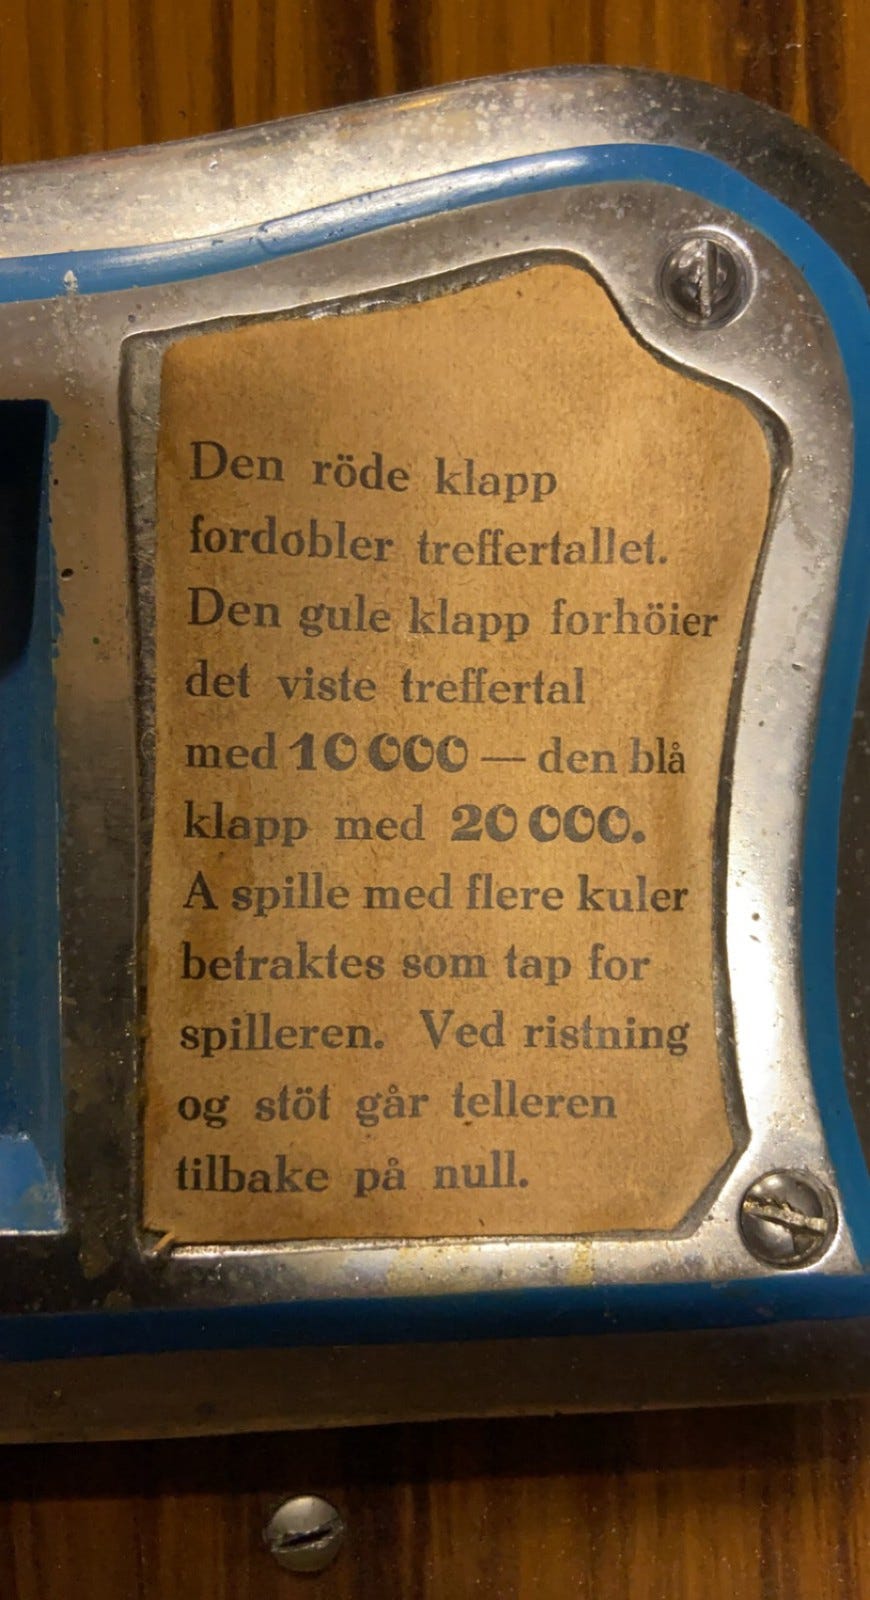 Den röde klapp
fordobler treffertallet.
Den gule klapp forhöier
det viste treffertal
med 10 000 — den blå
klapp med 20 000.
A spille med flere kuler
betraktes som tap for
spilleren. Ved ristning
og stöt går telleren
tilbake på null.